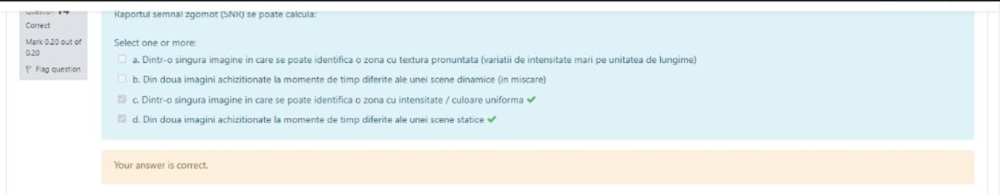 Question 14
Correct
Mark 0.20 out of
0.20
Flag question
Raportul semnal zgomot (SNR) se poate calcula:
Select one or more:
a. Dintr-o singura imagine in care se poate identifica o zona cu textura pronuntata (variatii de intensitate mari pe unitatea de lungime)
b. Din doua imagini achizitionate la momente de timp diferite ale unei scene dinamice (in miscare)
c. Dintr-o singura imagine in care se poate identifica o zona cu intensitate / culoare uniforma
d. Din doua imagini achizitionate la momente de timp diferite ale unei scene statice
Your answer is correct.